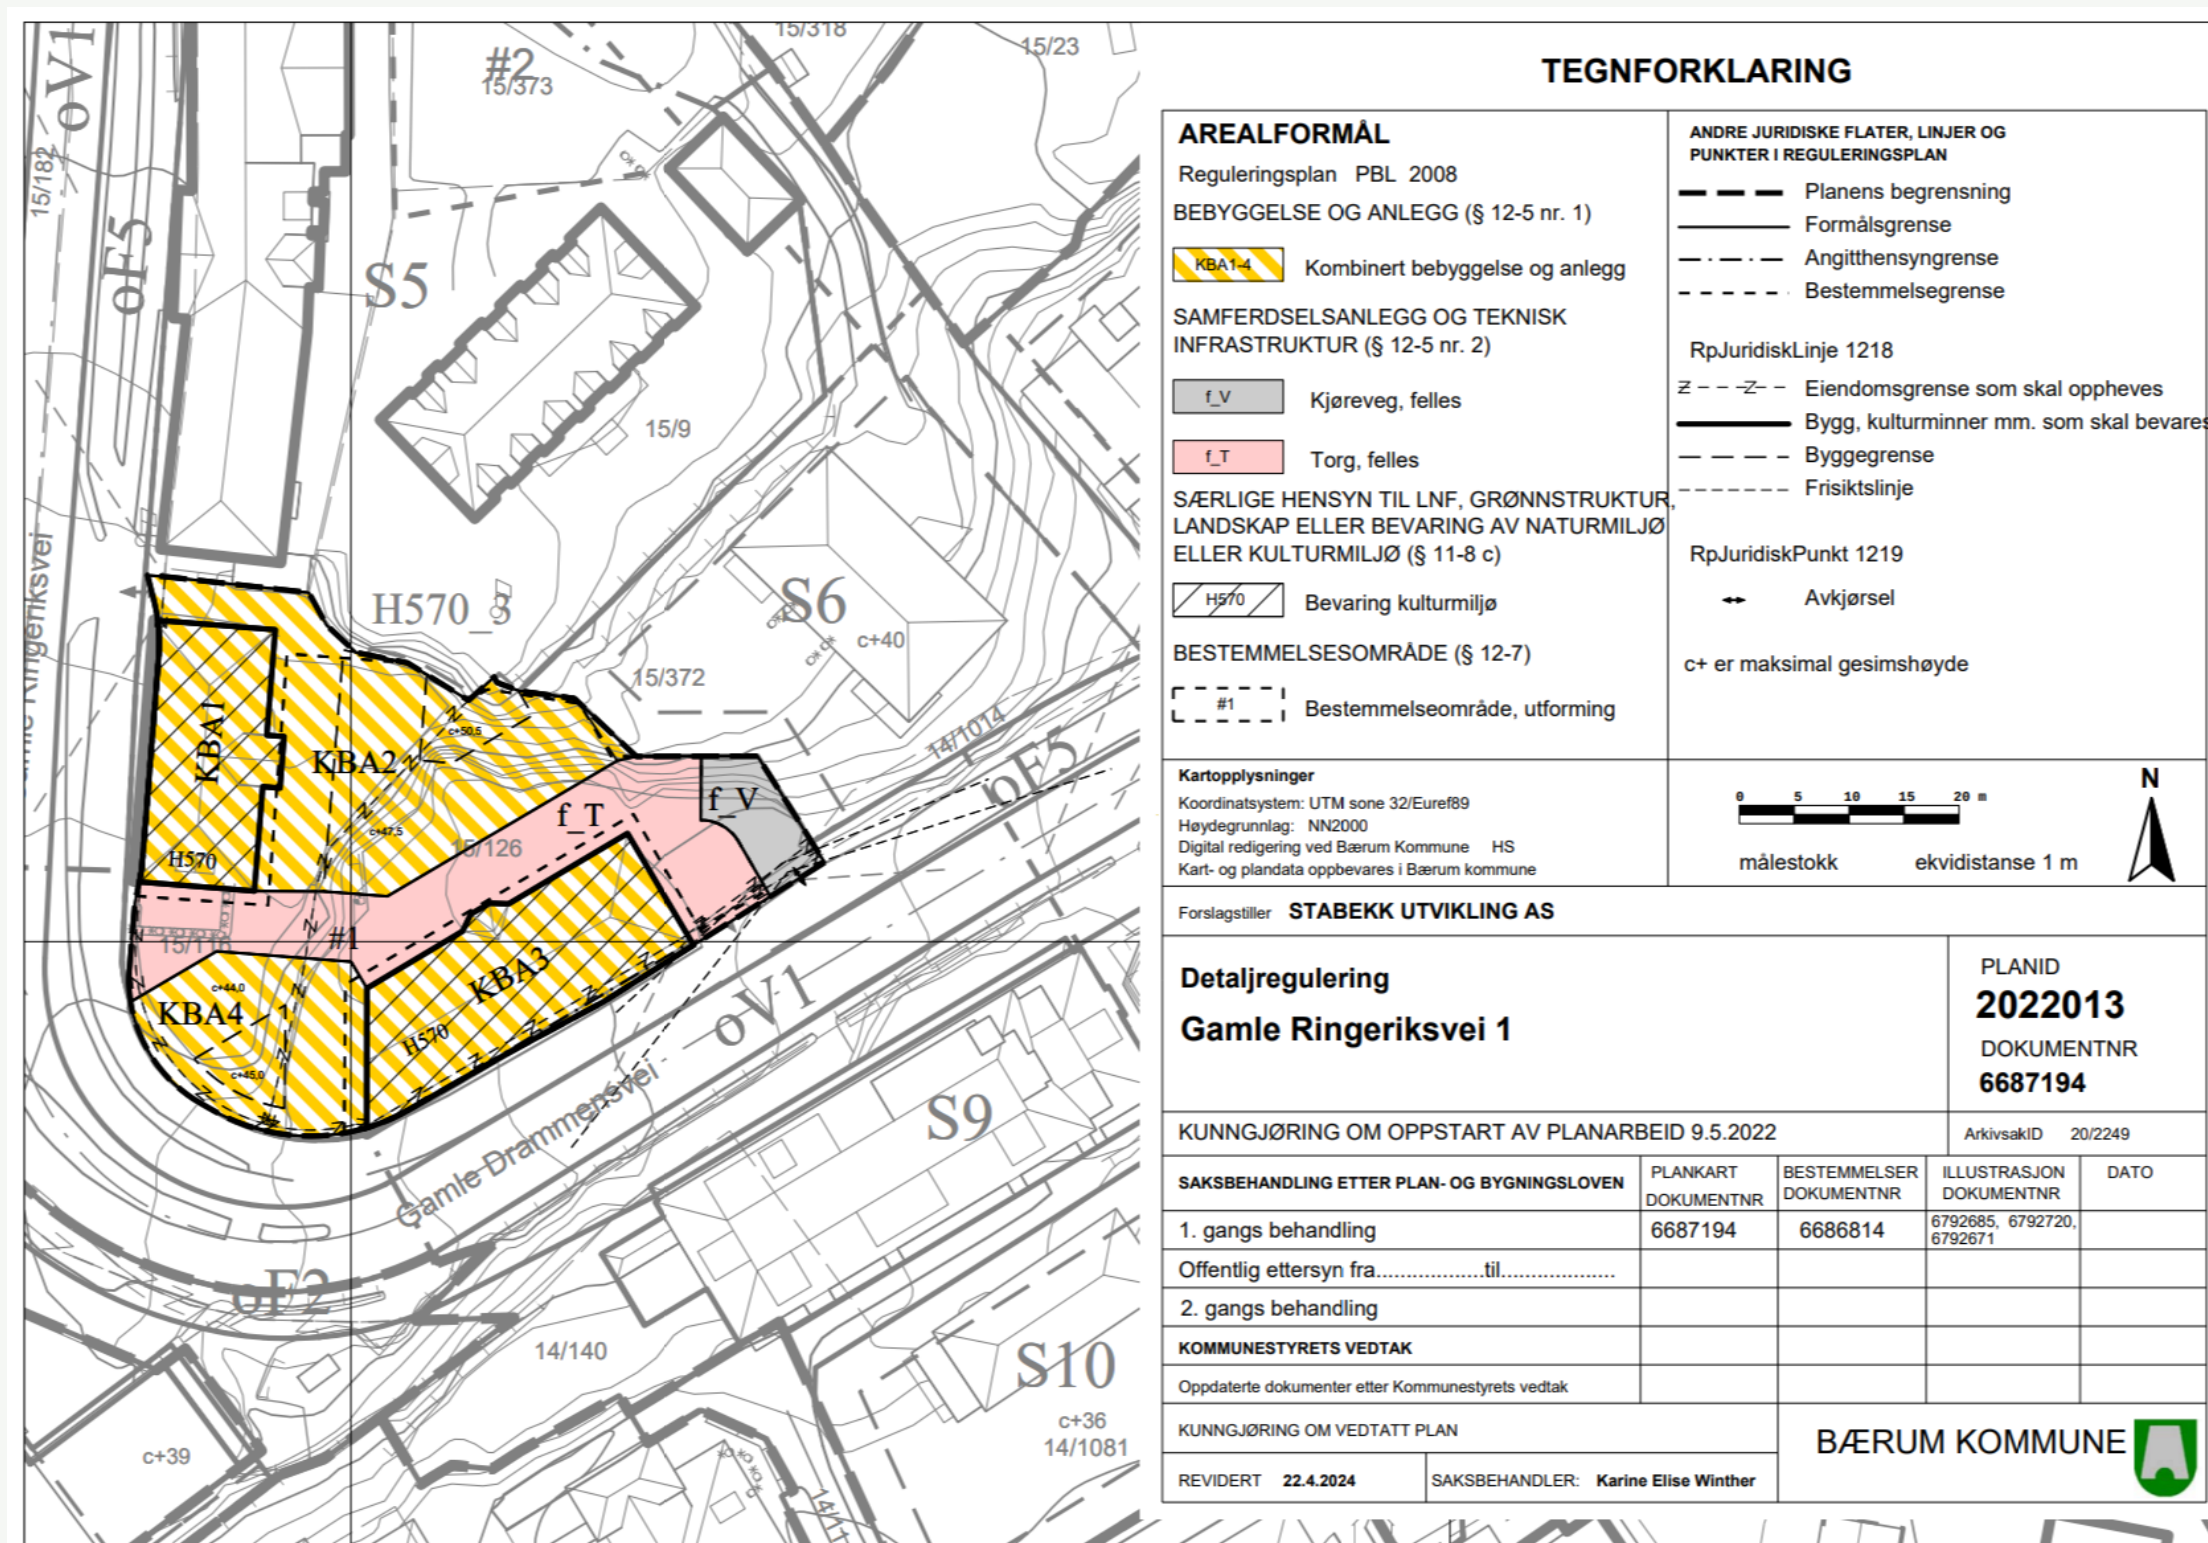 oV1
15/182
oF5
#2
15/373
15/318
15/23
S5
15/9
H570_3
S6
c+40
15/372
14/1014
oF5
KBA1
H570
KBA2
c+50,5
c+47,5
15/126
f_T
f_V
#1
15/116
c+44,0
KBA4
c+45,0
KBA3
H570
oV1
Gamle Drammensvei
S9
oF2
14/140
S10
c+36
14/1081
c+39
TEGNFORKLARING
AREALFORMÅL
Reguleringsplan PBL 2008
BEBYGGELSE OG ANLEGG (§ 12-5 nr. 1)
KBA1-4 Kombinert bebyggelse og anlegg
SAMFERDSELSANLEGG OG TEKNISK
INFRASTRUKTUR (§ 12-5 nr. 2)
f_V Kjøreveg, felles
f_T Torg, felles
SÆRLIGE HENSYN TIL LNF, GRØNNSTRUKTUR,
LANDSKAP ELLER BEVARING AV NATURMILJØ
ELLER KULTURMILJØ (§ 11-8 c)
H570 Bevaring kulturmiljø
BESTEMMELSESOMRÅDE (§ 12-7)
#1 Bestemmelseområde, utforming
ANDRE JURIDISKE FLATER, LINJER OG
PUNKTER I REGULERINGSPLAN
Planens begrensning
Formålsgrense
Angitthensyngrense
Bestemmelsegrense
RpJuridiskLinje 1218
Eiendomsgrense som skal oppheves
Bygg, kulturminner mm. som skal bevares
Byggegrense
Frisiktslinje
RpJuridiskPunkt 1219
Avkjørsel
c+ er maksimal gesimshøyde
Kartopplysninger
Koordinatsystem: UTM sone 32/Euref89
Høydegrunnlag: NN2000
Digital redigering ved Bærum Kommune HS
Kart- og plandata oppbevares i Bærum kommune
0 5 10 15 20 m
målestokk ekvidistanse 1 m
N
Forslagstiller STABEKK UTVIKLING AS
Detaljregulering
Gamle Ringeriksvei 1
PLANID
2022013
DOKUMENTNR
6687194
KUNNGJØRING OM OPPSTART AV PLANARBEID 9.5.2022
ArkivsakID 20/2249
SAKSBEHANDLING ETTER PLAN- OG BYGNINGSLOVEN
PLANKART
DOKUMENTNR
BESTEMMELSER
DOKUMENTNR
ILLUSTRASJON
DOKUMENTNR
DATO
1. gangs behandling 6687194 6686814 6792685, 6792720,
6792671
Offentlig ettersyn fra..................til...................
2. gangs behandling
KOMMUNESTYRETS VEDTAK
Oppdaterte dokumenter etter Kommunestyrets vedtak
KUNNGJØRING OM VEDTATT PLAN
REVIDERT 22.4.2024
SAKSBEHANDLER: Karine Elise Winther
BÆRUM KOMMUNE